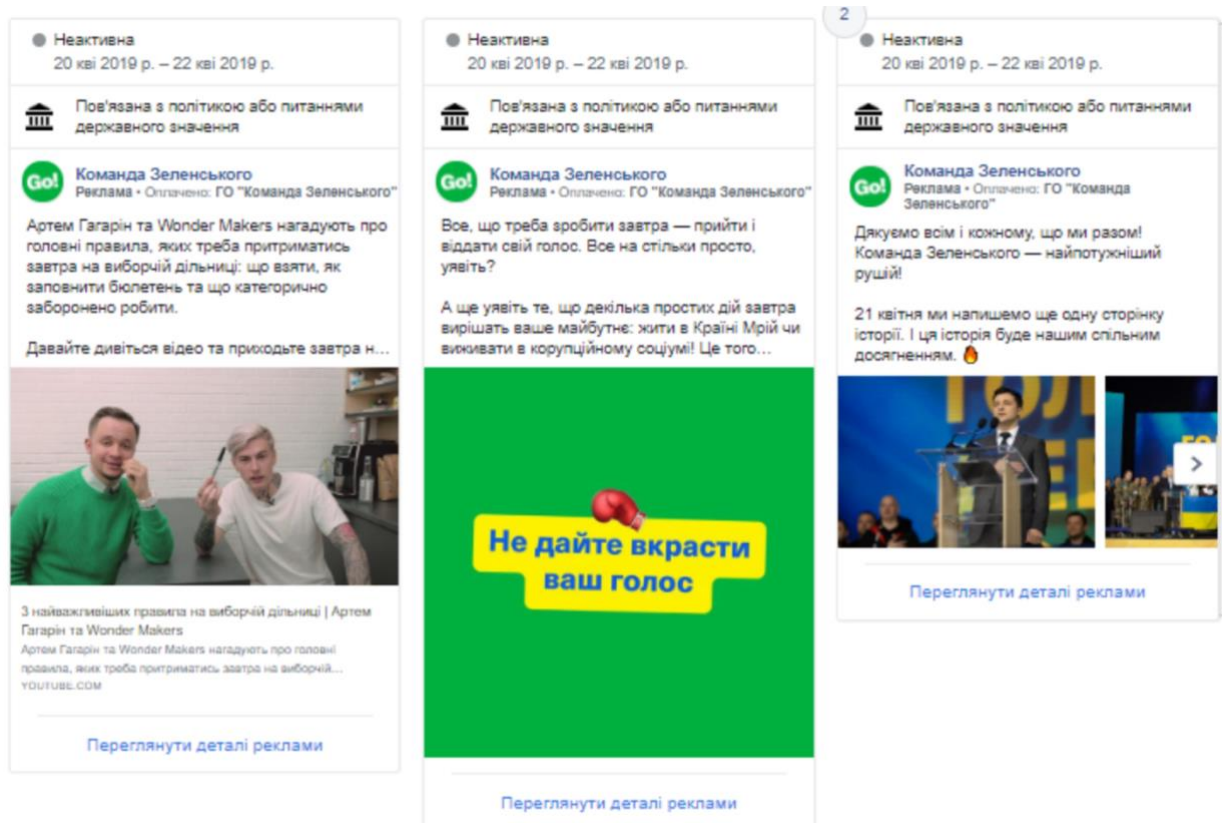 Неактивна
20 кві 2019 р. – 22 кві 2019 р.
Пов'язана з політикою або питаннями
державного значення
Go!
Команда Зеленського
Реклама • Оплачено: ГО "Команда Зеленського"
Артем Гагарін та Wonder Makers нагадують про
головні правила, яких треба притриматись
завтра на виборчій дільниці: що взяти, як
заповнити бюлетень та що категорично
заборонено робити.
Давайте дивіться відео та приходьте завтра н...
3 найважливіших правила на виборчій дільниці | Артем
Гагарін та Wonder Makers
Артем Гагарін та Wonder Makers нагадують про головні
правила, яких треба притриматись завтра на виборчій...
YOUTUBE.COM
Переглянути деталі реклами
Неактивна
20 кві 2019 р. – 22 кві 2019 р.
Пов'язана з політикою або питаннями
державного значення
Go!
Команда Зеленського
Реклама • Оплачено: ГО "Команда Зеленського"
Все, що треба зробити завтра — прийти і
віддати свій голос. Все на стільки просто,
уявіть?
А ще уявіть те, що декілька простих дій завтра
вирішать ваше майбутнє: жити в Країні Мрій чи
виживати в корупційному соціумі! Це того...
Не дайте вкрасти
ваш голос
Переглянути деталі реклами
2
Неактивна
20 кві 2019 р. – 22 кві 2019 р.
Пов'язана з політикою або питаннями
державного значення
Go!
Команда Зеленського
Реклама • Оплачено: ГО "Команда
Зеленського"
Дякуємо всім і кожному, що ми разом!
Команда Зеленського — найпотужніший
рушій!
21 квітня ми напишемо ще одну сторінку
історії. І ця історія буде нашим спільним
досягненням. 🔥
Переглянути деталі реклами